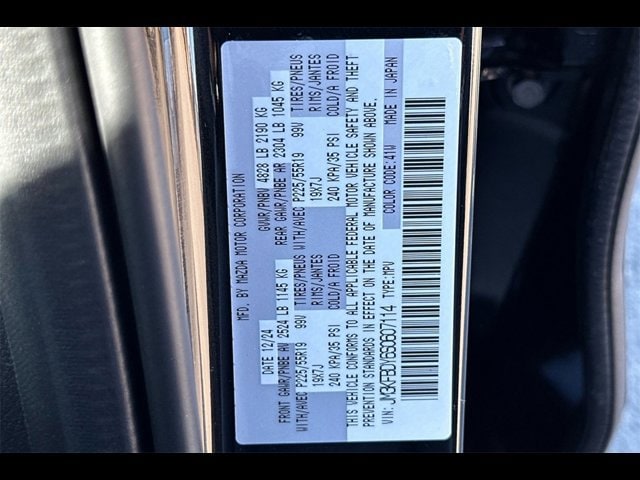 MFD. BY MAZDA MOTOR CORPORATION
DATE 12/24 GVWR/PNBV 4828 LB 2190 KG
FRONT GAWR/PNBE AV 2524 LB 1145 KG REAR GAWR/PNBE AR 2304 LB 1045 KG
WITH/AVEC P225/55R19 99V TIRES/PNEUS WITH/AVEC P225/55R19 99V TIRES/PNEUS
19X7J RIMS/JANTES 19X7J RIMS/JANTES
240 KPA/35 PSI COLD/A FROID 240 KPA/35 PSI COLD/A FROID
THIS VEHICLE CONFORMS TO ALL APPLICABLE FEDERAL MOTOR VEHICLE SAFETY AND THEFT
PREVENTION STANDARDS IN EFFECT ON THE DATE OF MANUFACTURE SHOWN ABOVE.
VIN: JM3KFBDY6S0607114 TYPE:MPV COLOR CODE:41W MADE IN JAPAN